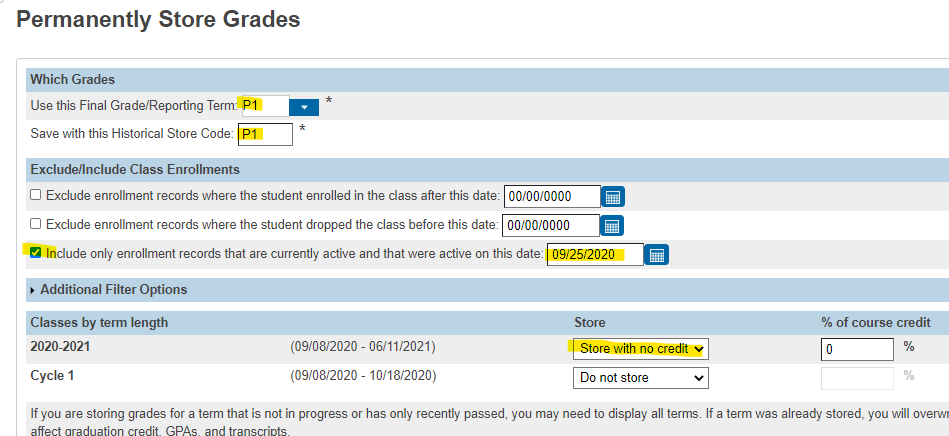 Permanently Store Grades
Which Grades
Use this Final Grade/Reporting Term: P1 *
Save with this Historical Store Code: P1 *
Exclude/Include Class Enrollments
Exclude enrollment records where the student enrolled in the class after this date: 00/00/0000
Exclude enrollment records where the student dropped the class before this date: 00/00/0000
Include only enrollment records that are currently active and that were active on this date: 09/25/2020
Additional Filter Options
Classes by term length Store % of course credit
2020-2021 (09/08/2020 - 06/11/2021) Store with no credit 0 %
Cycle 1 (09/08/2020 - 10/18/2020) Do not store %
If you are storing grades for a term that is not in progress or has only recently passed, you may need to display all terms. If a term was already stored, you will
affect graduation credit, GPAs, and transcripts.